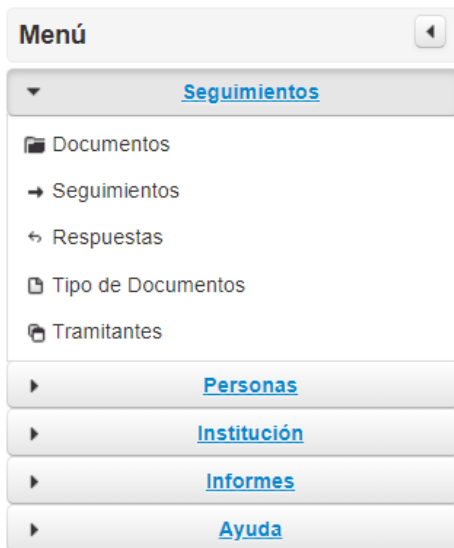 Menú
Seguimientos
Documentos
Seguimientos
Respuestas
Tipo de Documentos
Tramitantes
Personas
Institución
Informes
Ayuda